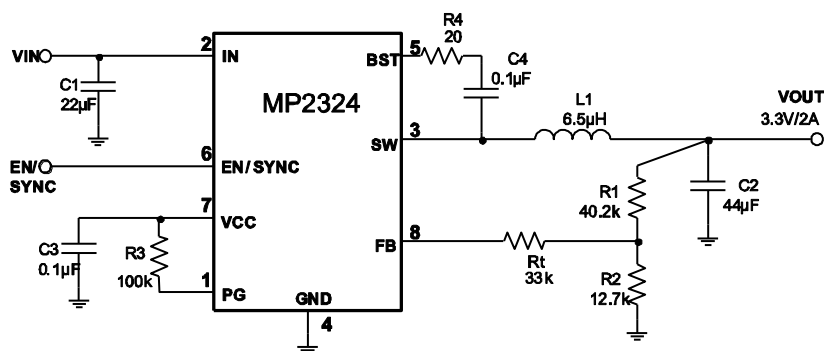 R4
20
2
5
VIN
IN
BST
C4
0.1µF
C1
22µF
MP2324
L1
6.5µH
VOUT
3.3V/2A
3
SW
6
EN/
SYNC
EN/SYNC
R1
40.2k
C2
44µF
7
VCC
8
FB
C3
0.1µF
R3
100k
Rt
33k
R2
12.7k
1
PG
GND
4